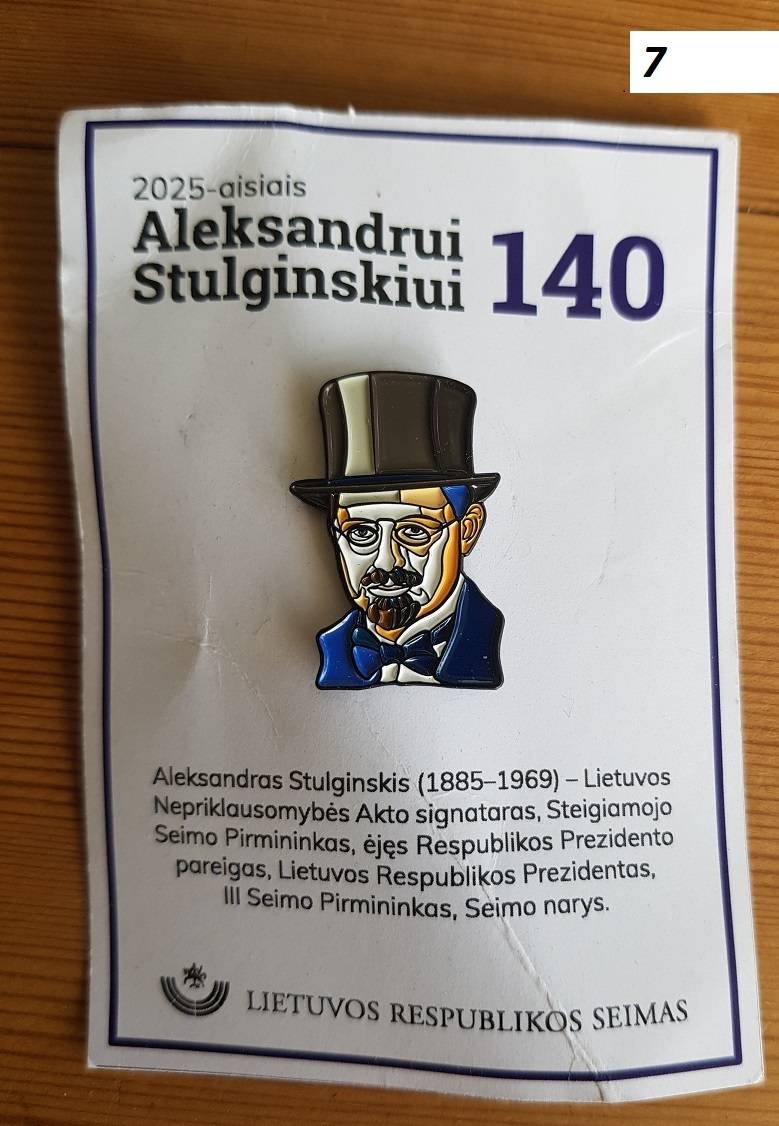 7
2025-aisiais
Aleksandrui
Stulginskiui 140
Aleksandras Stulginskis (1885–1969) – Lietuvos
Nepriklausomybės Akto signataras, Steigiamojo
Seimo Pirmininkas, ėjęs Respublikos Prezidento
pareigas, Lietuvos Respublikos Prezidentas,
III Seimo Pirmininkas, Seimo narys.
LIETUVOS RESPUBLIKOS SEIMAS